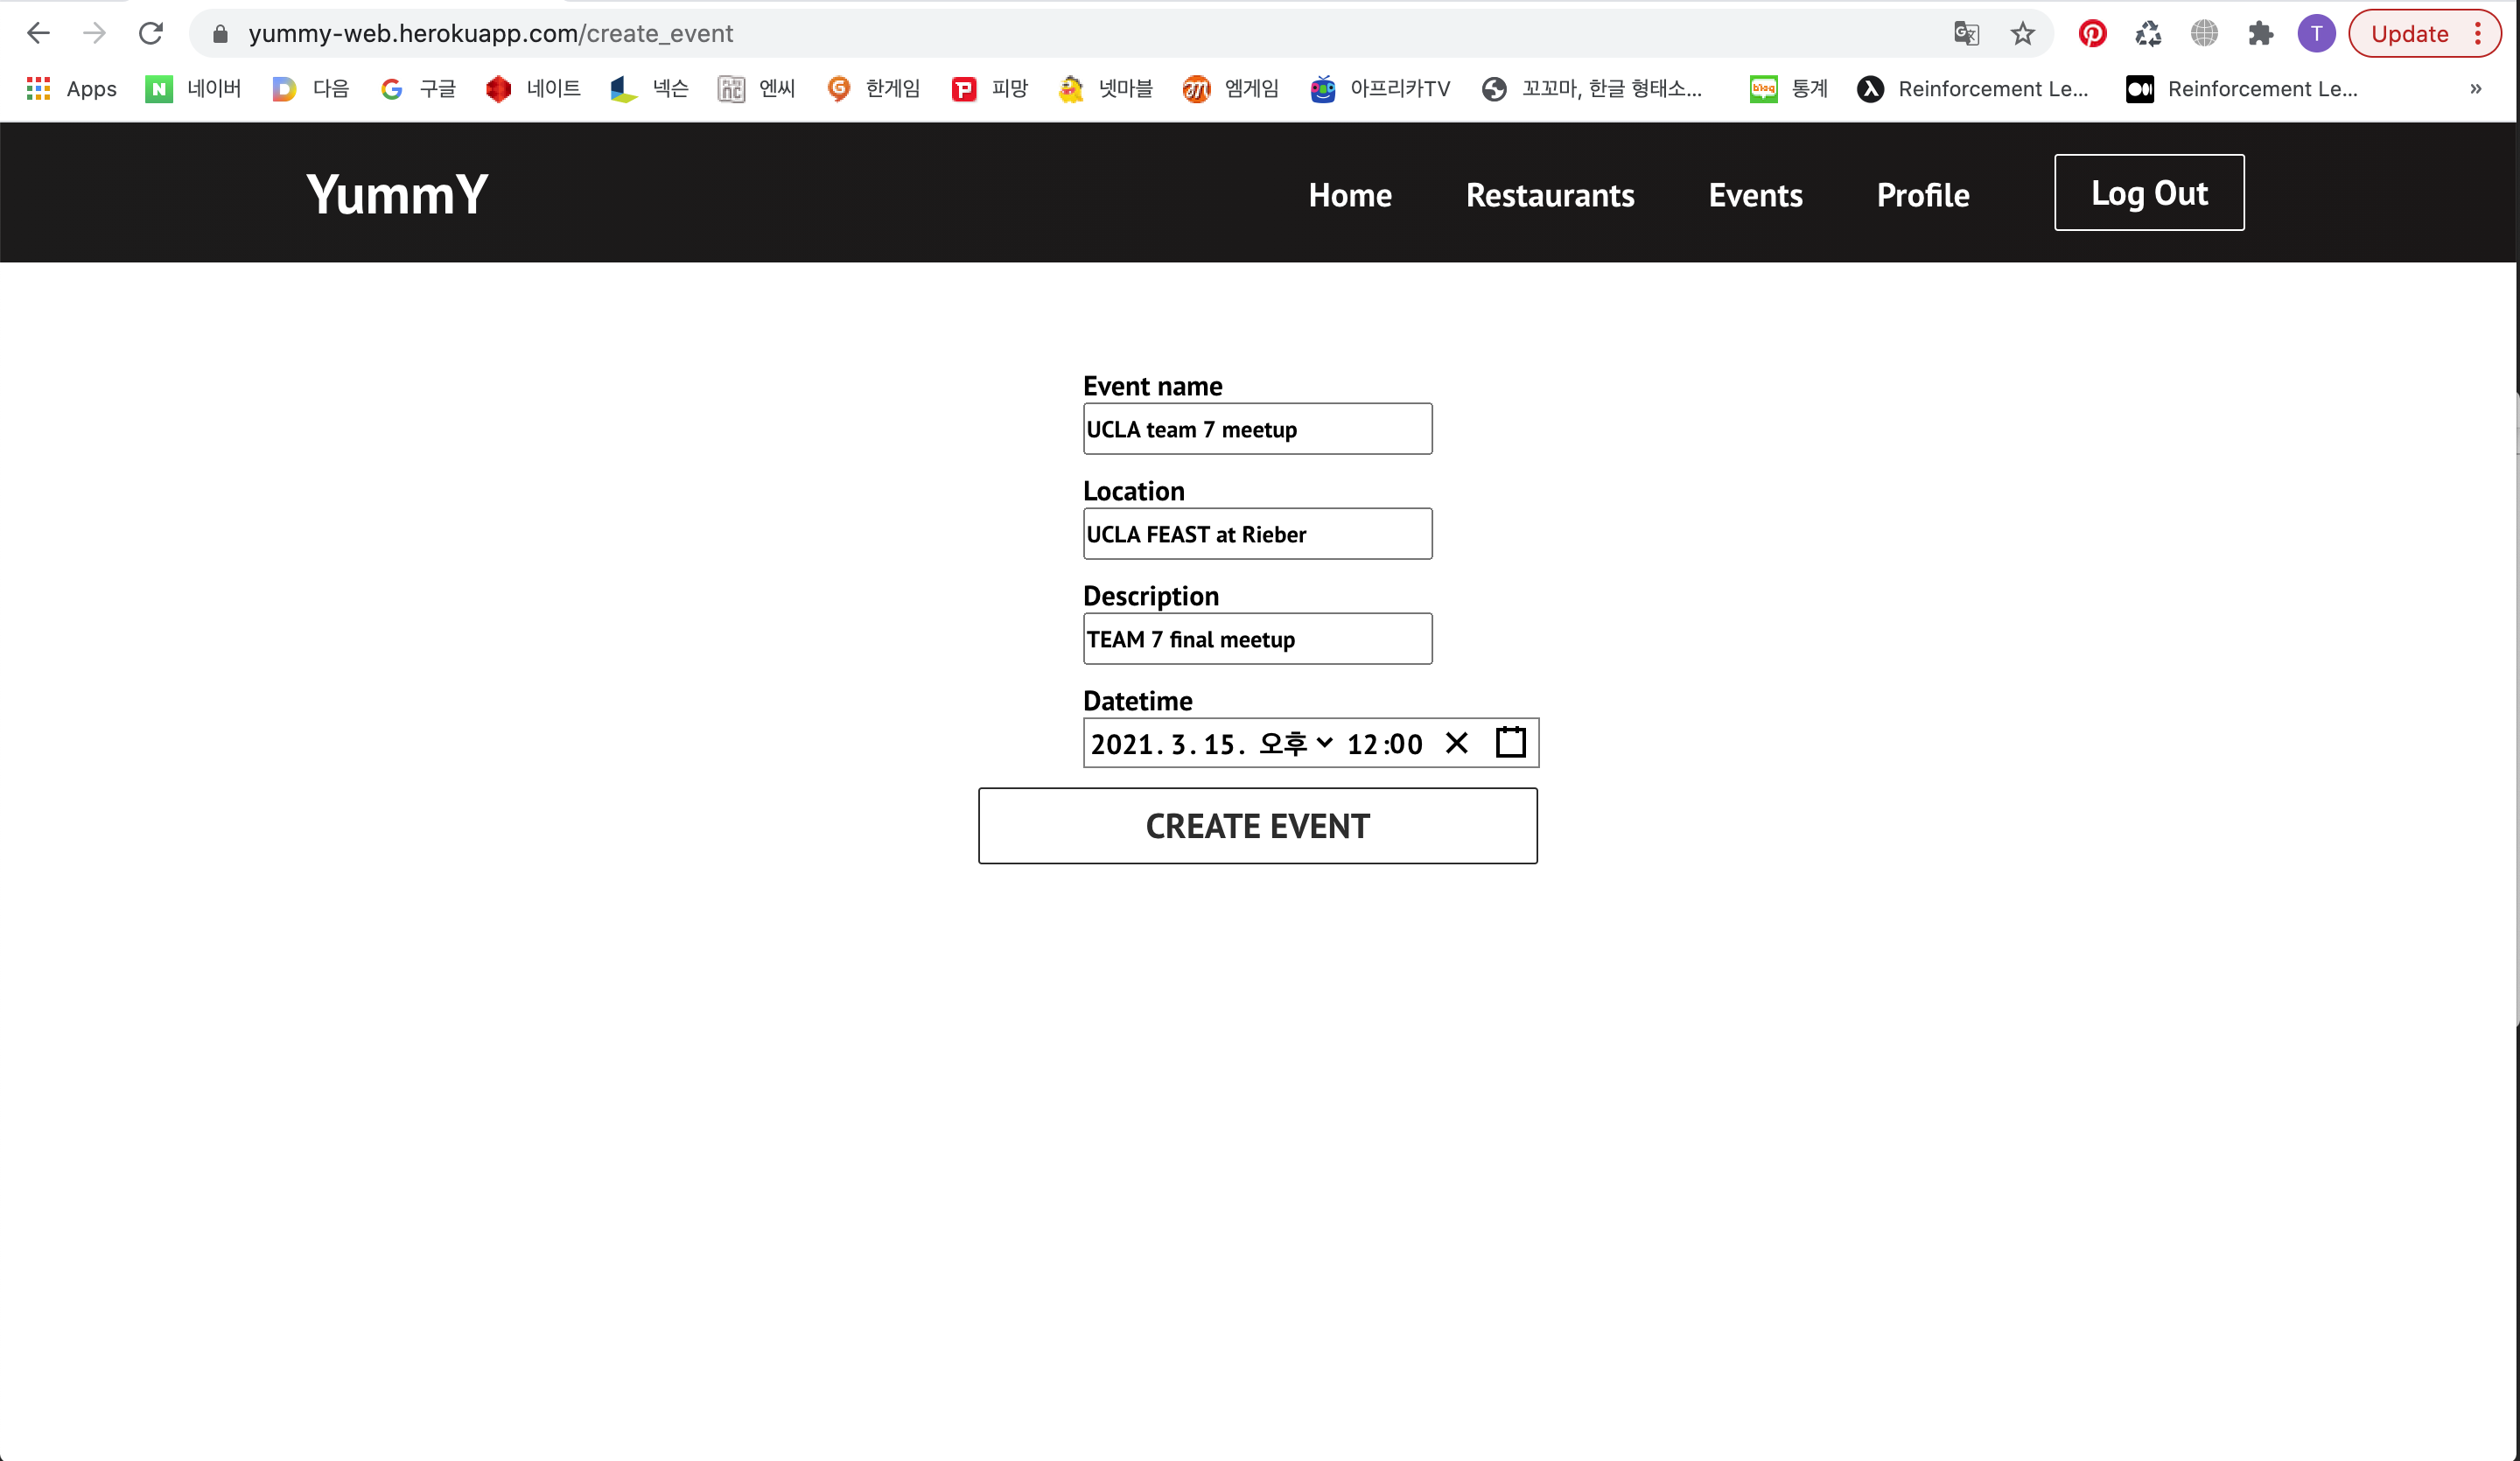 yummy-web.herokuapp.com/create_event
T
Update
Apps
N 네이버
D 다음
G 구글
네이트
넥슨
PLAY NC 엔씨
G 한게임
P 피망
넷마블
m 엠게임
아프리카TV
꼬꼬마, 한글 형태소...
blog 통계
Reinforcement Le...
Reinforcement Le...
»
YummY
Home
Restaurants
Events
Profile
Log Out
Event name
UCLA team 7 meetup
Location
UCLA FEAST at Rieber
Description
TEAM 7 final meetup
Datetime
2021. 3. 15. 오후 12:00
CREATE EVENT